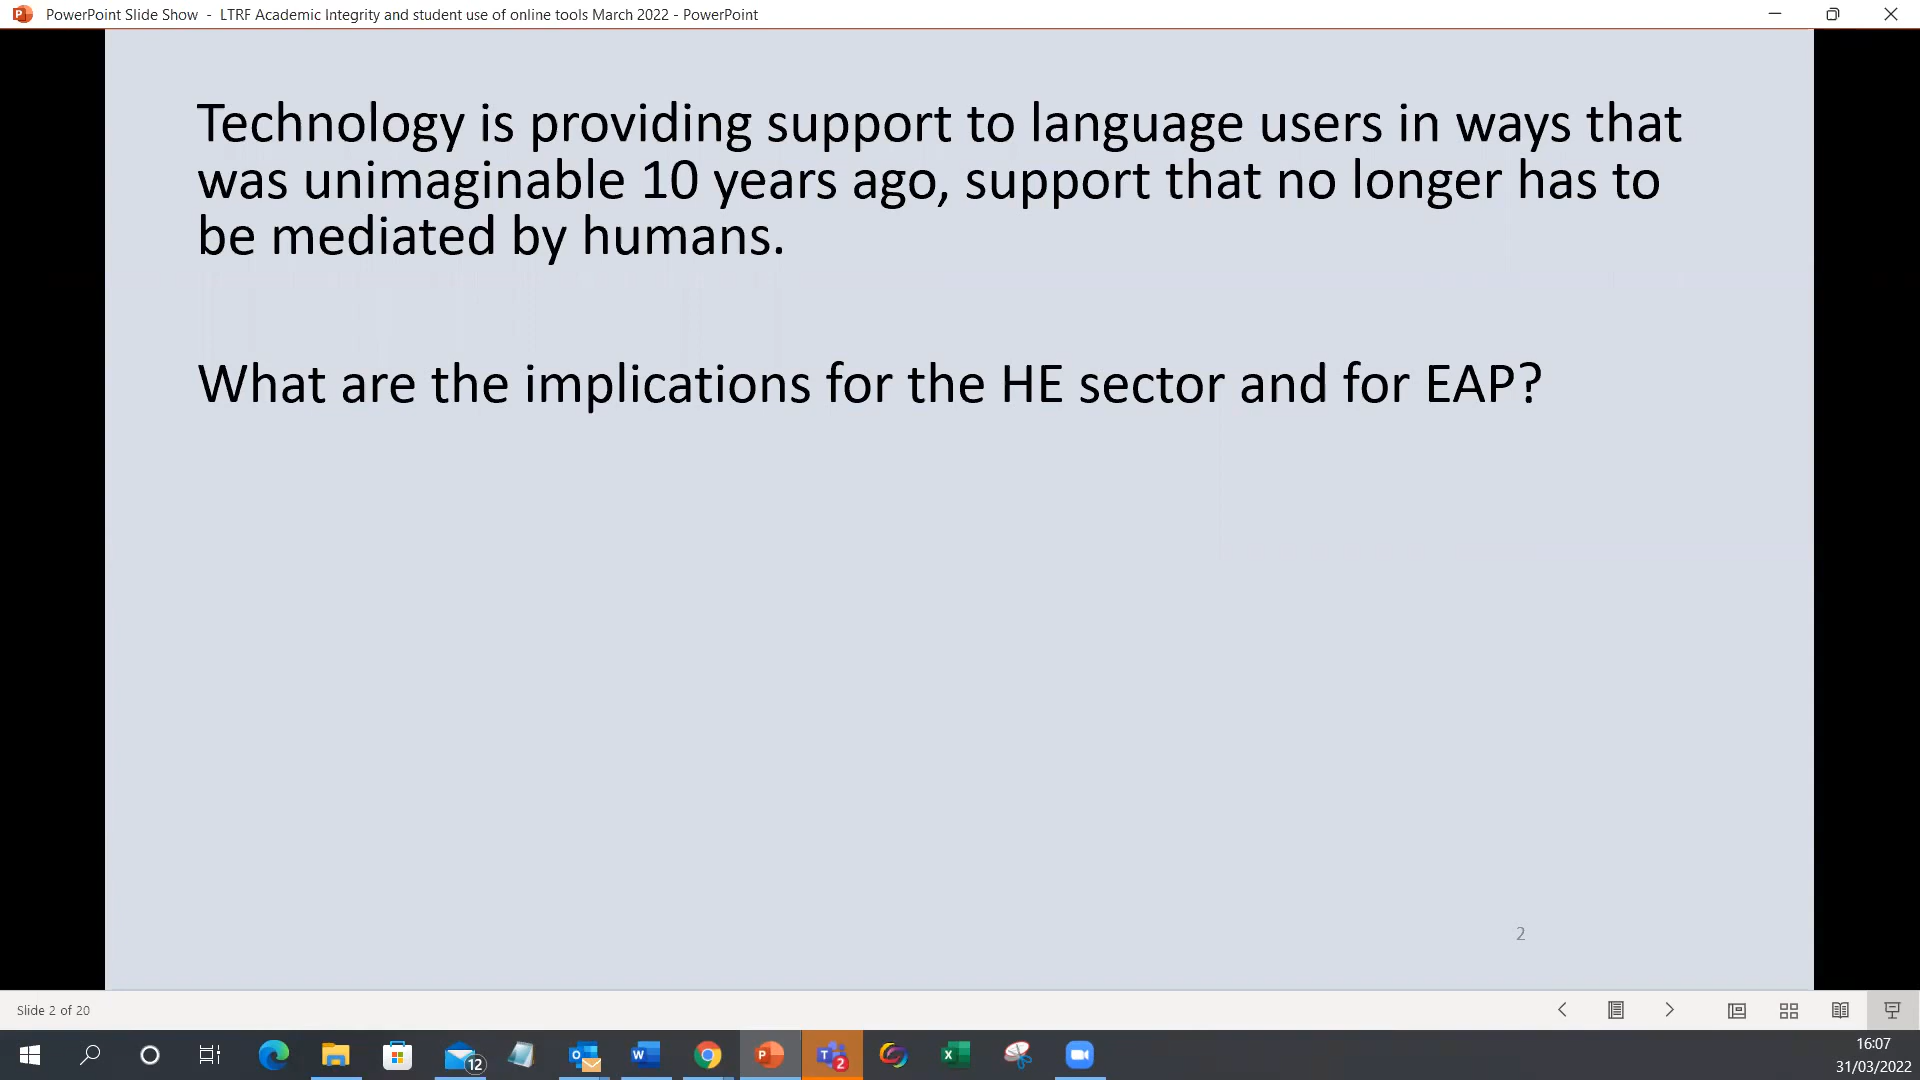 PowerPoint Slide Show - LTRF Academic Integrity and student use of online tools March 2022 - PowerPoint
Technology is providing support to language users in ways that
was unimaginable 10 years ago, support that no longer has to
be mediated by humans.
What are the implications for the HE sector and for EAP?
2
Slide 2 of 20
12
2
16:07
31/03/2022